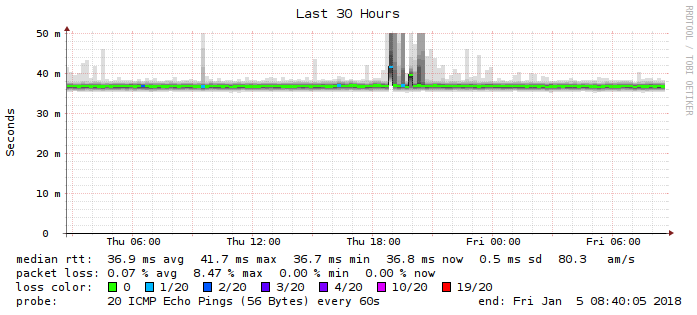 Last 30 Hours
RRDTOOL / TOBI OETIKER
Seconds
50 m
40 m
30 m
20 m
10 m
0
Thu 06:00 Thu 12:00 Thu 18:00 Fri 00:00 Fri 06:00
median rtt: 36.9 ms avg 41.7 ms max 36.7 ms min 36.8 ms now 0.5 ms sd 80.3 am/s
packet loss: 0.07 % avg 8.47 % max 0.00 % min 0.00 % now
loss color: 0 1/20 2/20 3/20 4/20 10/20 19/20
probe: 20 ICMP Echo Pings (56 Bytes) every 60s end: Fri Jan 5 08:40:05 2018